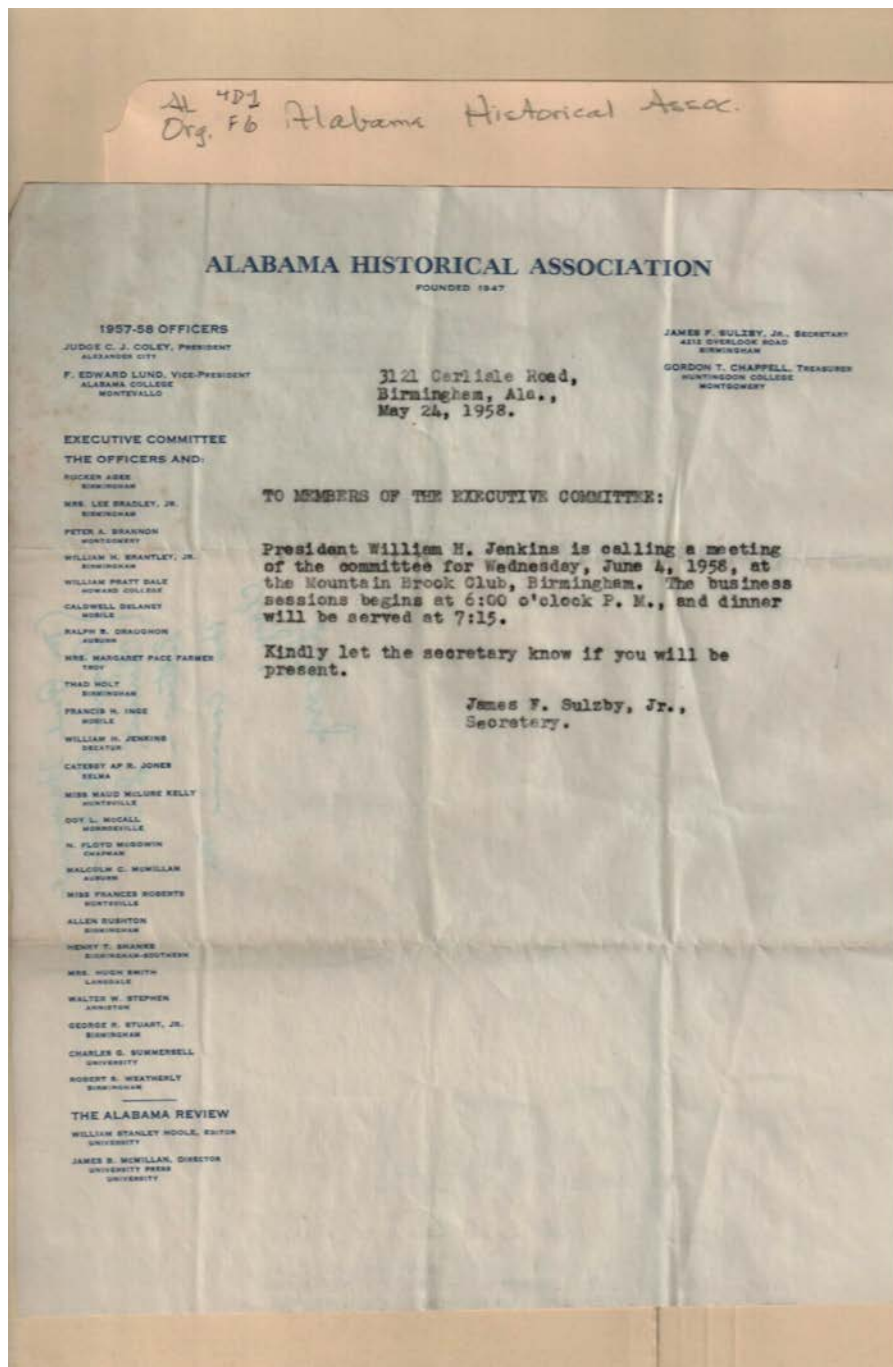 AL 4D1
Org. F6 Alabama Historical Assoc.
ALABAMA HISTORICAL ASSOCIATION
FOUNDED 1947
1957-58 OFFICERS
JUDGE C. J. COLEY, PRESIDENT
ALEXANDER CITY
F. EDWARD LUND, VICE-PRESIDENT
ALABAMA COLLEGE
MONTEVALLO
JAMES F. SULZBY, JR., SECRETARY
4212 OVERLOOK ROAD
BIRMINGHAM
GORDON T. CHAPPELL, TREASURER
HUNTINGDON COLLEGE
MONTGOMERY
EXECUTIVE COMMITTEE
THE OFFICERS AND:
RUCKER AGEE
BIRMINGHAM
MRS. LEE BRADLEY, JR.
BIRMINGHAM
PETER A. BRANNON
MONTGOMERY
WILLIAM H. BRANTLEY, JR.
BIRMINGHAM
WILLIAM PRATT DALE
HOWARD COLLEGE
CALDWELL DELANEY
MOBILE
RALPH B. DRAUGHON
AUBURN
MRS. MARGARET PACE FARMER
TROY
THAD HOLT
BIRMINGHAM
FRANCIS H. INGE
MOBILE
WILLIAM H. JENKINS
DECATUR
CATESBY AP R. JONES
SELMA
MISS MAUD McLURE KELLY
HUNTSVILLE
DOY L. McCALL
MONROEVILLE
N. FLOYD McGOWIN
CHAPMAN
MALCOLM C. McMILLAN
AUBURN
MISS FRANCES ROBERTS
HUNTSVILLE
ALLEN RUSHTON
BIRMINGHAM
HENRY T. SHANKS
BIRMINGHAM-SOUTHERN
MRS. HUGH SMITH
LANGDALE
WALTER W. STEPHEN
ANNISTON
GEORGE R. STUART, JR.
BIRMINGHAM
CHARLES G. SUMMERSELL
UNIVERSITY
ROBERT S. WEATHERLY
BIRMINGHAM
THE ALABAMA REVIEW
WILLIAM STANLEY HOOLE, EDITOR
UNIVERSITY
JAMES B. McMILLAN, DIRECTOR
UNIVERSITY PRESS
UNIVERSITY
3121 Carlisle Road,
Birmingham, Ala.,
May 24, 1958.
TO MEMBERS OF THE EXECUTIVE COMMITTEE:
President William H. Jenkins is calling a meeting
of the committee for Wednesday, June 4, 1958, at
the Mountain Brook Club, Birmingham. The business
sessions begins at 6:00 o'clock P. M., and dinner
will be served at 7:15.
Kindly let the secretary know if you will be
present.
James F. Sulzby, Jr.,
Secretary.